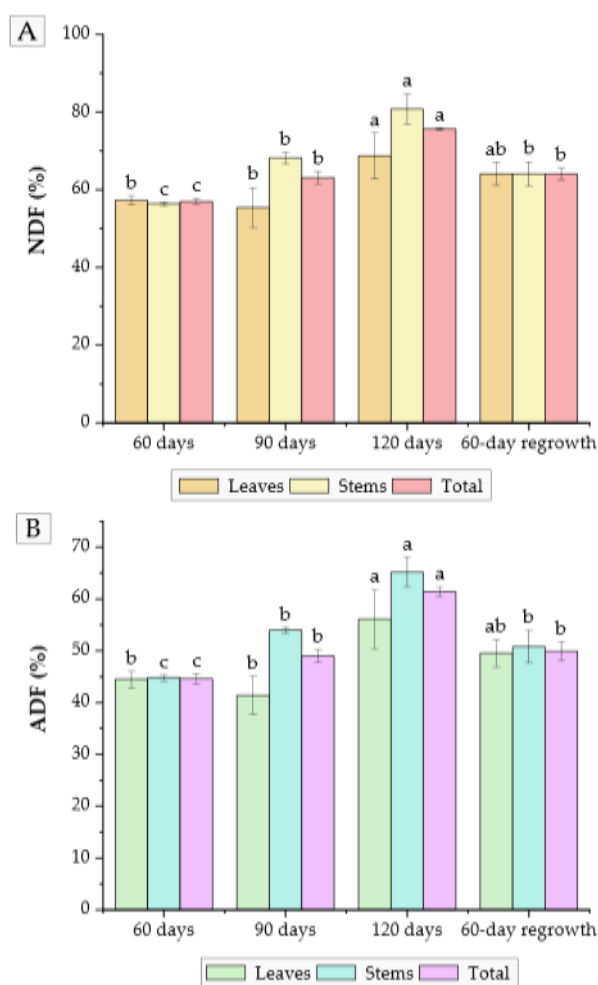 A
NDF (%)
100
80
60
40
20
0
b c c
b b b
a a a
ab b b
60 days 90 days 120 days 60-day regrowth
Leaves Stems Total
B
ADF (%)
70
60
50
40
30
20
10
0
b c c
b b b
a a a
ab b b
60 days 90 days 120 days 60-day regrowth
Leaves Stems Total